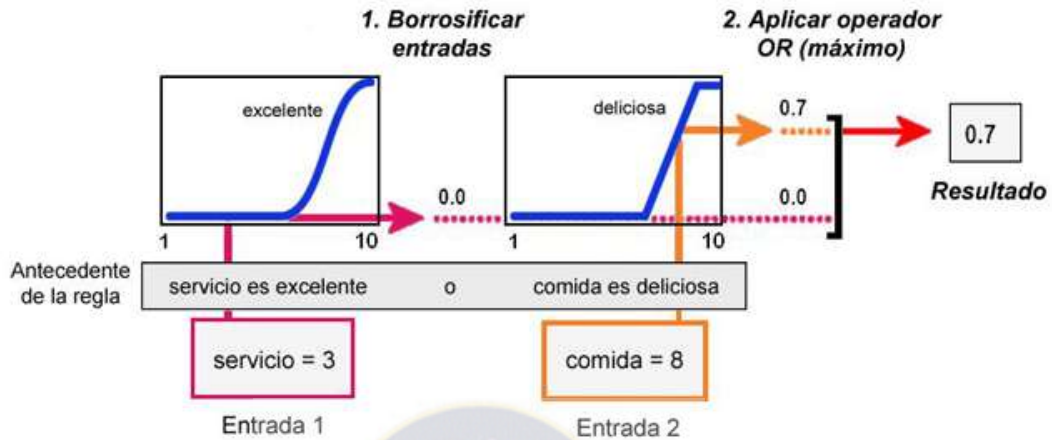 1. Borrosificar
entradas
2. Aplicar operador
OR (máximo)
excelente
deliciosa
0.7
0.0
0.0
0.7
Resultado
1
10
1
10
Antecedente
de la regla
servicio es excelente
o
comida es deliciosa
servicio = 3
comida = 8
Entrada 1
Entrada 2